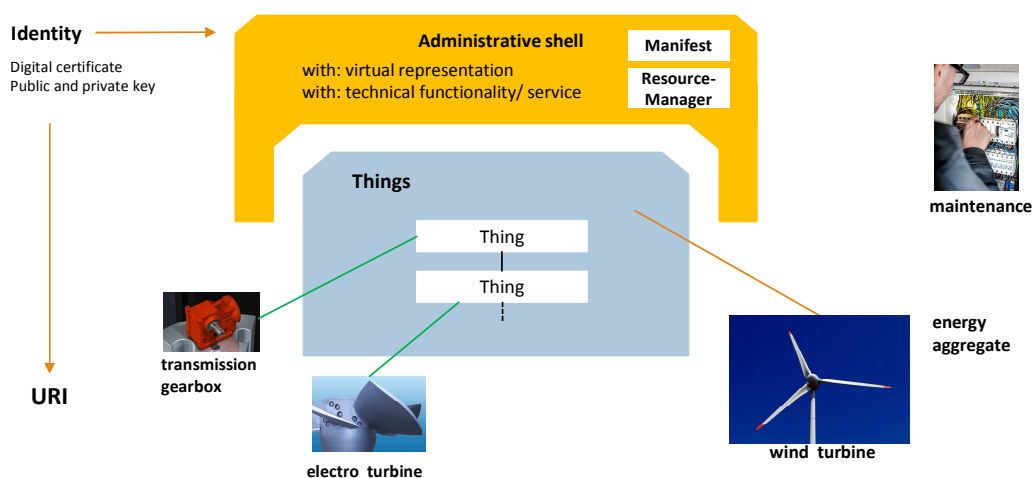 Identity
Digital certificate
Public and private key
URI
Administrative shell
with: virtual representation
with: technical functionality/ service
Manifest
Resource-
Manager
Things
Thing
Thing
transmission
gearbox
electro turbine
wind turbine
maintenance
energy
aggregate